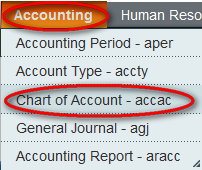 Accounting Human Reso
Accounting Period - aper
Account Type - accty
Chart of Account - accac
General Journal - agj
Accounting Report - aracc